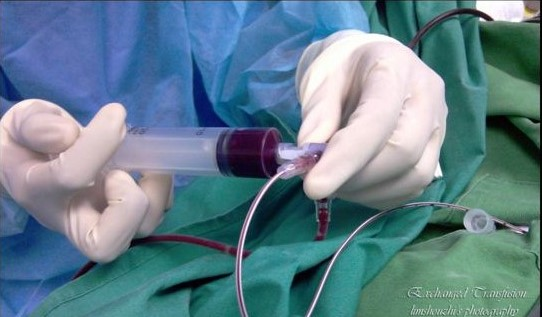 Exchanged Transfusion
limshouzhi's photography